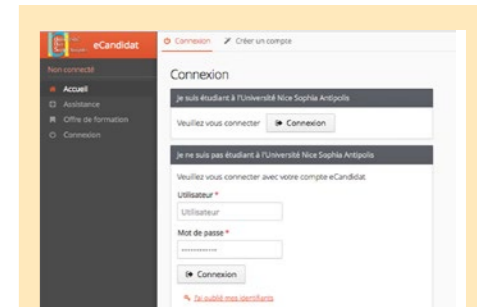 eCandidat
Connexion
Créer un compte
Non connecté
Accueil
Assistance
Offre de formation
Connexion
Connexion
Je suis étudiant à l'Université Nice Sophia Antipolis
Veuillez vous connecter
Connexion
Je ne suis pas étudiant à l'Université Nice Sophia Antipolis
Veuillez vous connecter avec votre compte eCandidat.
Utilisateur *
Utilisateur
Mot de passe *
Connexion
J'ai oublié mes identifiants